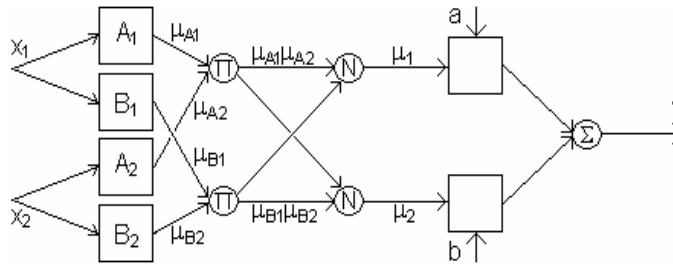 a
x₁ A₁ μA1 Π μA1μA2 N μ₁
B₁ μA2
A₂ μB1 Σ
x₂ B₂ μB2 Π μB1μB2 N μ₂
b